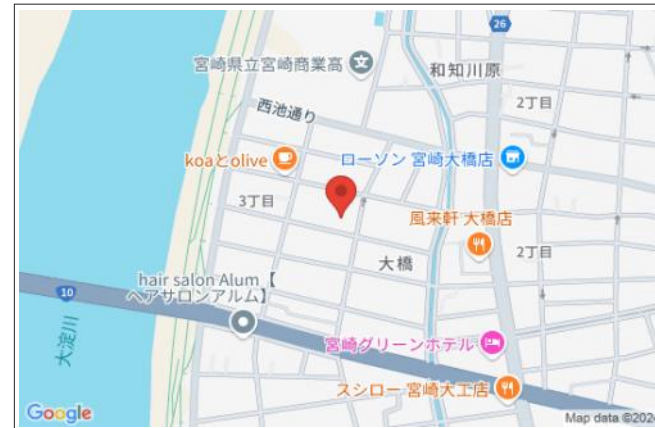 26
宮崎県立宮崎商業高
和知川原
2丁目
西池通り
koaとolive
ローソン 宮崎大橋店
3丁目
風来軒 大橋店
2丁目
大橋
hair salon Alum【
ヘアサロンアルム】
10
大淀川
宮崎グリーンホテル
スシロー 宮崎大工店
Google
Map data ©202